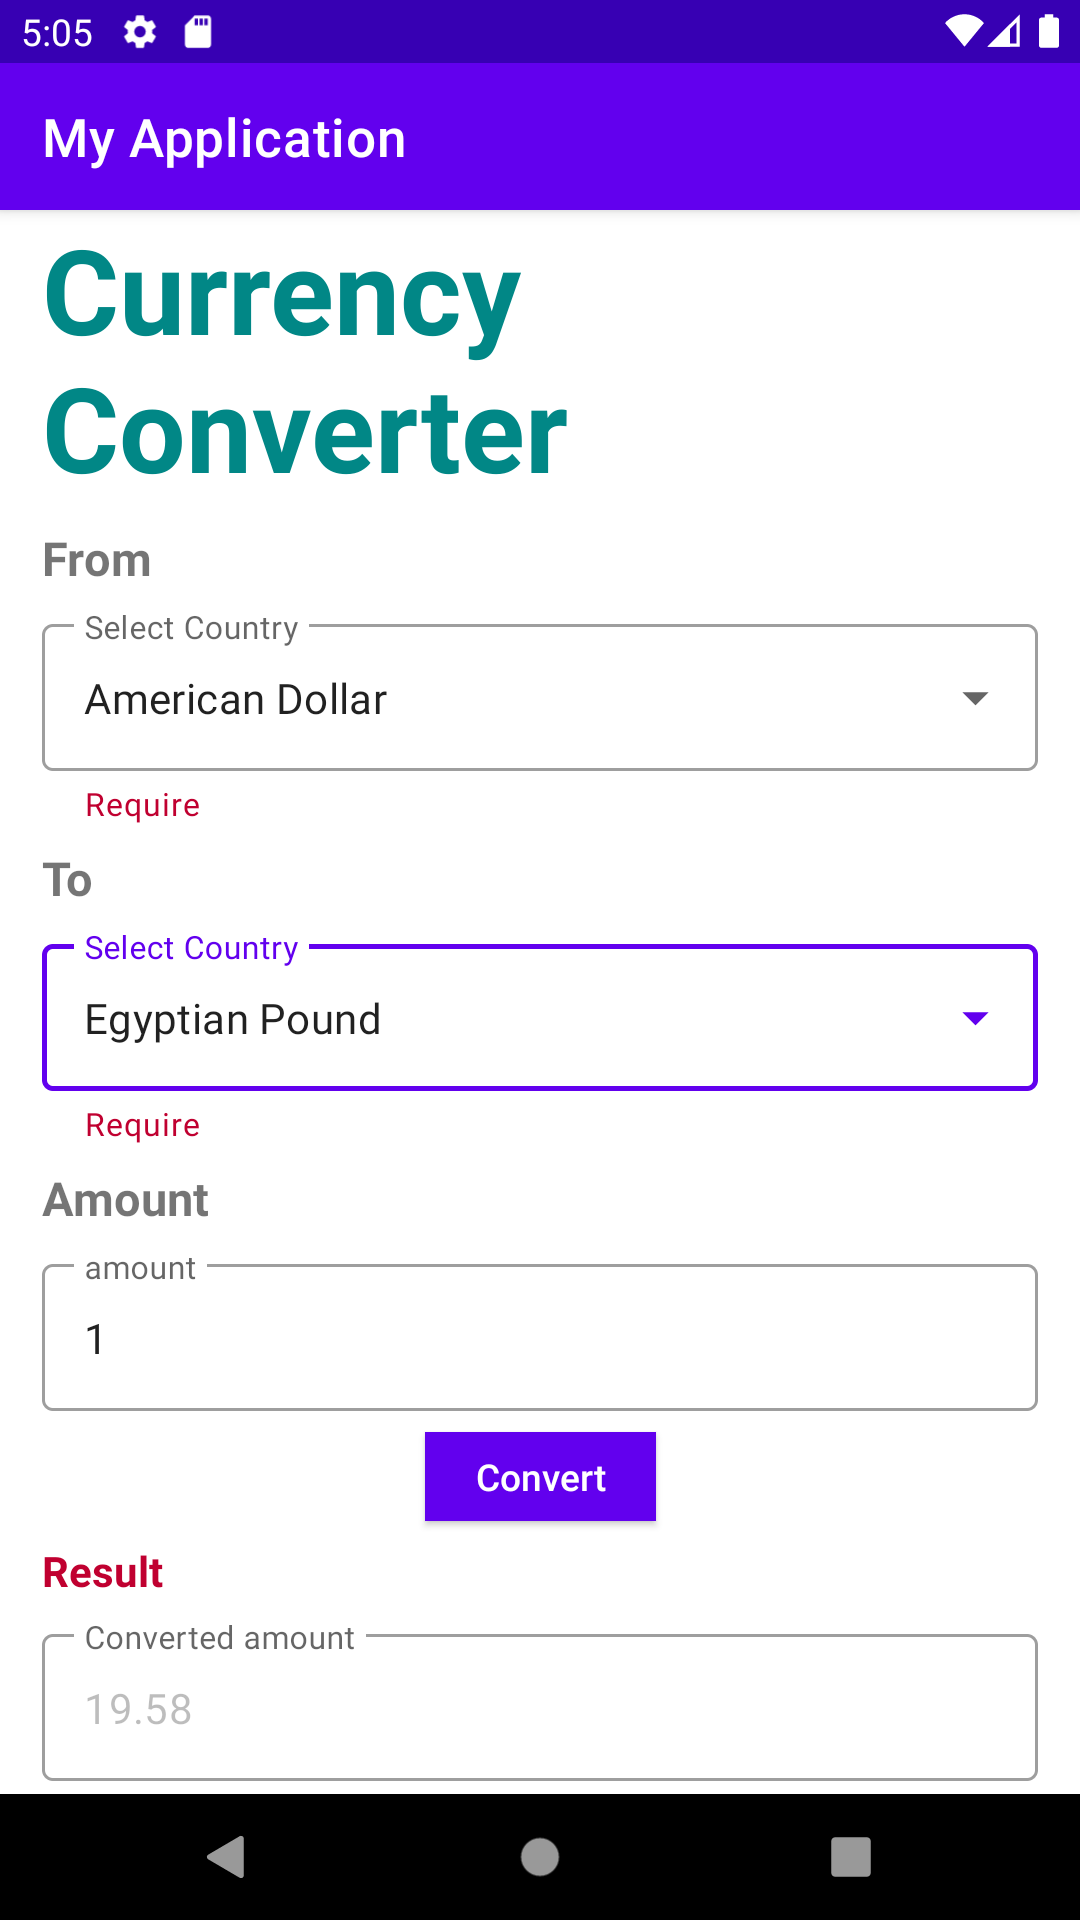 5:05
My Application
Currency
Converter
From
Select Country
American Dollar
Require
To
Select Country
Egyptian Pound
Require
Amount
amount
1
Convert
Result
Converted amount
19.58